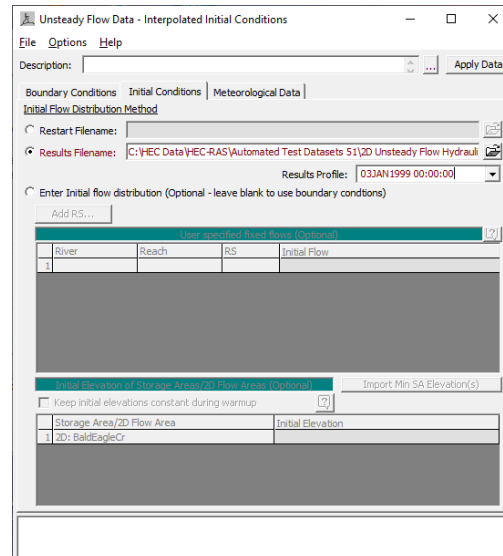 Unsteady Flow Data - Interpolated Initial Conditions
File Options Help
Description: ... Apply Data
Boundary Conditions Initial Conditions Meteorological Data
Initial Flow Distribution Method
Restart Filename:
Results Filename: C:\HEC Data\HEC-RAS\Automated Test Datasets 51\2D Unsteady Flow Hydrauli
Results Profile: 03JAN1999 00:00:00
Enter Initial flow distribution (Optional - leave blank to use boundary condtions)
Add RS...
User specified fixed flows (Optional) ?
River Reach RS Initial Flow
1
Initial Elevation of Storage Areas/2D Flow Areas (Optional) Import Min SA Elevation(s)
Keep initial elevations constant during warmup ?
Storage Area/2D Flow Area Initial Elevation
1 2D: BaldEagleCr